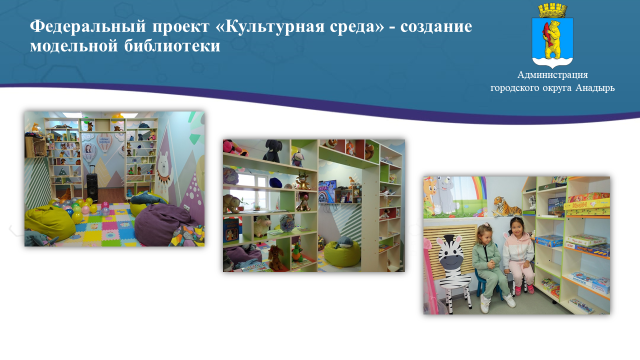 Федеральный проект «Культурная среда» - создание
модельной библиотеки
Администрация
городского округа Анадырь